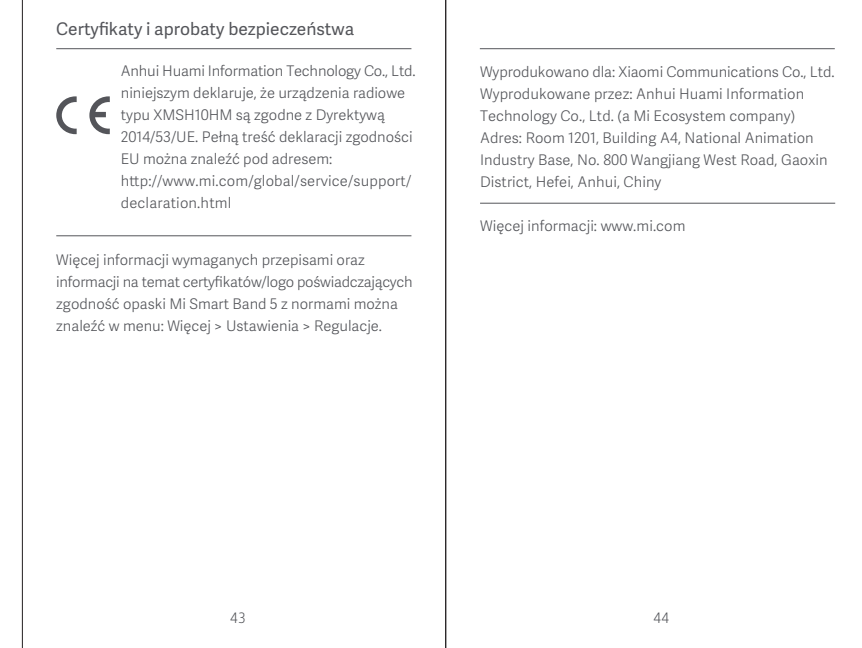 Certyfikaty i aprobaty bezpieczeństwa
CE
Anhui Huami Information Technology Co., Ltd.
niniejszym deklaruje, że urządzenia radiowe
typu XMSH10HM są zgodne z Dyrektywą
2014/53/UE. Pełną treść deklaracji zgodności
EU można znaleźć pod adresem:
http://www.mi.com/global/service/support/
declaration.html
Więcej informacji wymaganych przepisami oraz
informacji na temat certyfikatów/logo poświadczających
zgodność opaski Mi Smart Band 5 z normami można
znaleźć w menu: Więcej > Ustawienia > Regulacje.
43
Wyprodukowano dla: Xiaomi Communications Co., Ltd.
Wyprodukowane przez: Anhui Huami Information
Technology Co., Ltd. (a Mi Ecosystem company)
Adres: Room 1201, Building A4, National Animation
Industry Base, No. 800 Wangjiang West Road, Gaoxin
District, Hefei, Anhui, Chiny
Więcej informacji: www.mi.com
44